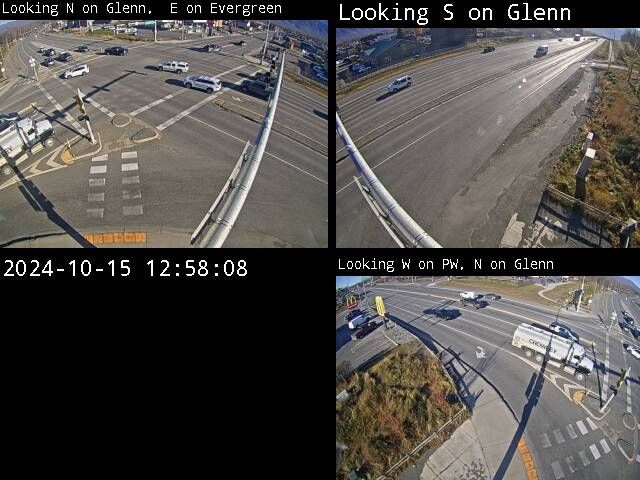 Looking N on Glenn,  E on Evergreen
Looking S on Glenn
2024-10-15 12:58:08
Looking W on PW, N on Glenn
CROWLEY